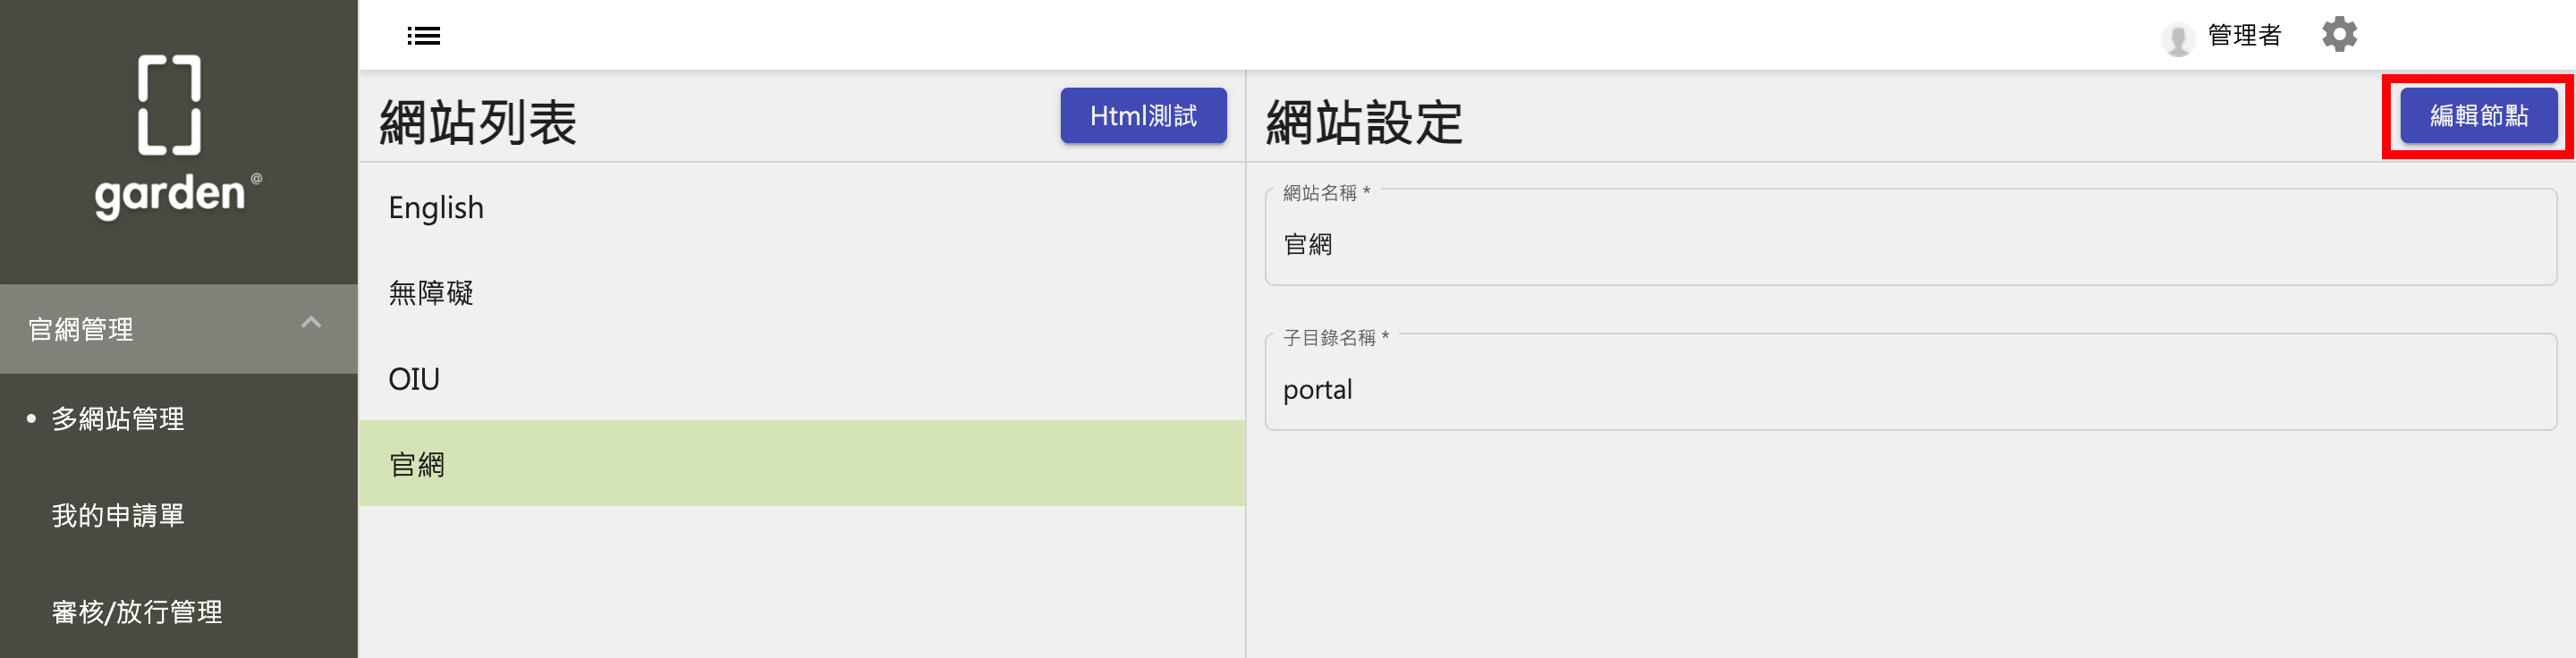 garden@
官網管理
多網站管理
我的申請單
審核/放行管理
管理者
網站列表
Html測試
English
無障礙
OIU
官網
網站設定
編輯節點
網站名稱 *
官網
子目錄名稱 *
portal